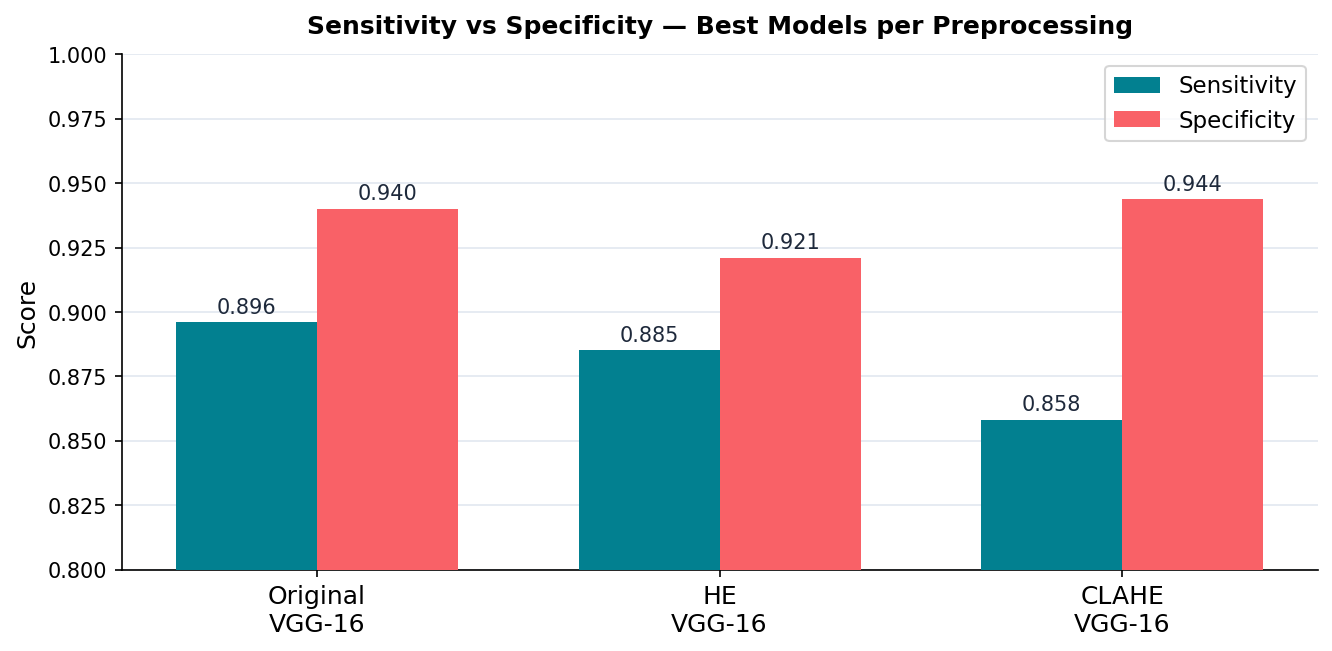 Sensitivity vs Specificity — Best Models per Preprocessing
1.000
0.975
0.950
0.925
0.900
0.875
0.850
0.825
0.800
Score
Sensitivity
Specificity
0.896
0.940
0.885
0.921
0.858
0.944
Original
VGG-16
HE
VGG-16
CLAHE
VGG-16